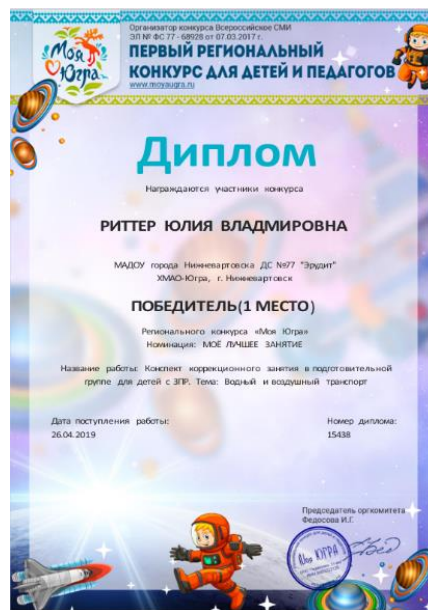 Организатор конкурса Всероссийское СМИ
ЭЛ № ФС 77 - 68928 от 07.03.2017 г.
Моя Югра
ПЕРВЫЙ РЕГИОНАЛЬНЫЙ
КОНКУРС ДЛЯ ДЕТЕЙ И ПЕДАГОГОВ
www.moyaugra.ru
Диплом
Награждаются участники конкурса
РИТТЕР ЮЛИЯ ВЛАДМИРОВНА
МАДОУ города Нижневартовска ДС №77 "Эрудит"
ХМАО-Югра, г. Нижневартовск
ПОБЕДИТЕЛЬ(1 МЕСТО)
Регионального конкурса «Моя Югра»
Номинация: МОЁ ЛУЧШЕЕ ЗАНЯТИЕ
Название работы: Конспект коррекционного занятия в подготовительной
группе для детей с ЗПР. Тема: Водный и воздушный транспорт
Дата поступления работы:
26.04.2019
Номер диплома:
15438
Председатель оргкомитета
Федосова И.Г.
Моя ЮГРА